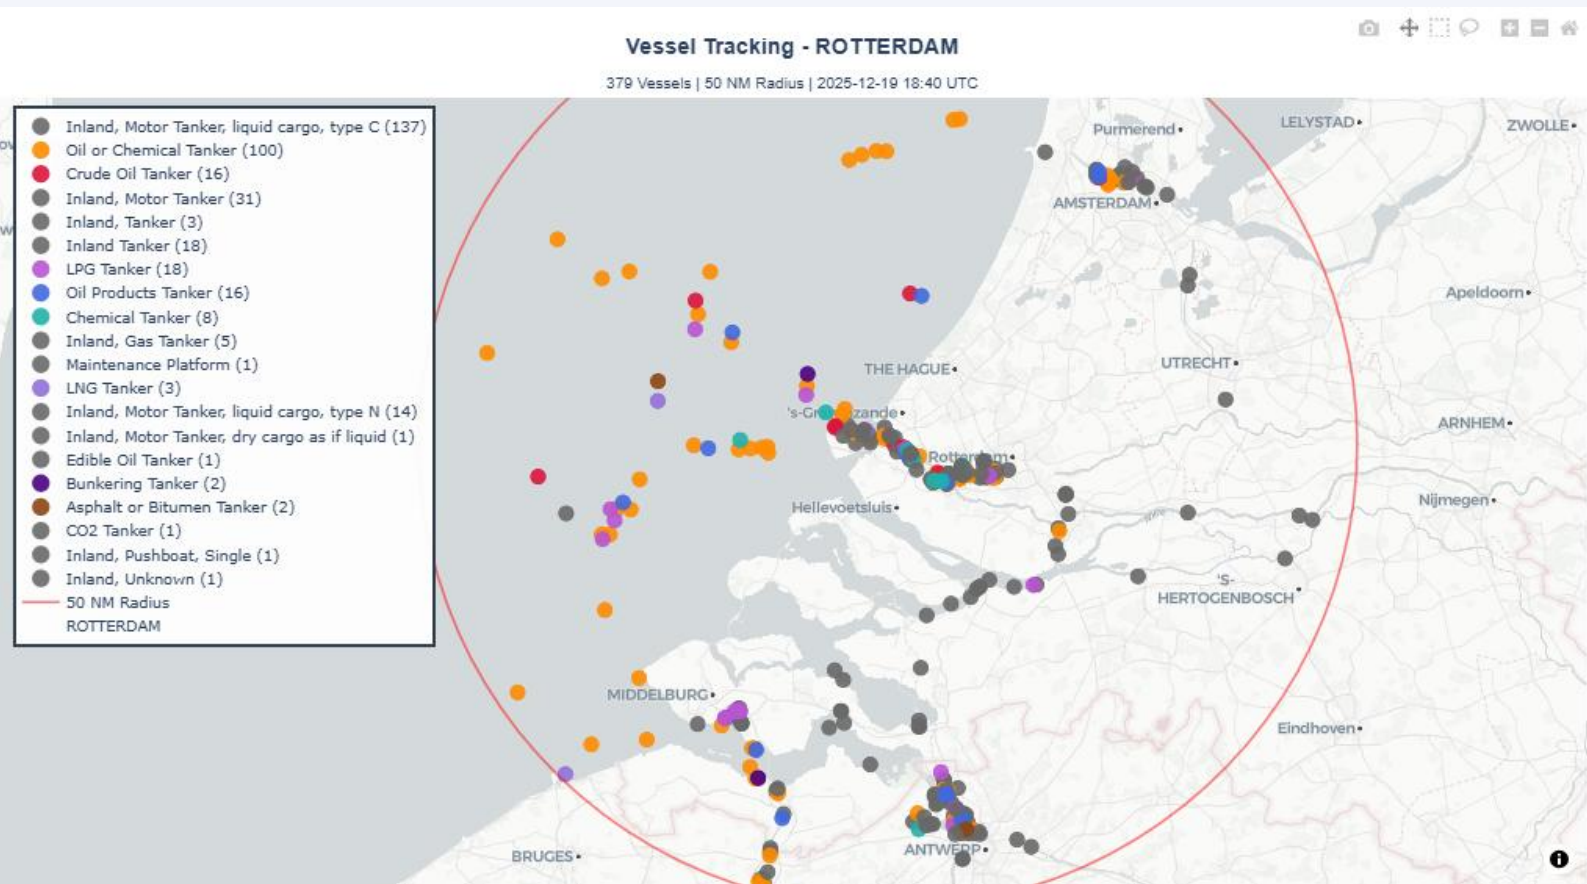 Vessel Tracking - ROTTERDAM
379 Vessels | 50 NM Radius | 2025-12-19 18:40 UTC
Inland, Motor Tanker, liquid cargo, type C (137)
Oil or Chemical Tanker (100)
Crude Oil Tanker (16)
Inland, Motor Tanker (31)
Inland, Tanker (3)
Inland Tanker (18)
LPG Tanker (18)
Oil Products Tanker (16)
Chemical Tanker (8)
Inland, Gas Tanker (5)
Maintenance Platform (1)
LNG Tanker (3)
Inland, Motor Tanker, liquid cargo, type N (14)
Inland, Motor Tanker, dry cargo as if liquid (1)
Edible Oil Tanker (1)
Bunkering Tanker (2)
Asphalt or Bitumen Tanker (2)
CO2 Tanker (1)
Inland, Pushboat, Single (1)
Inland, Unknown (1)
50 NM Radius
ROTTERDAM
Purmerend
LELYSTAD
ZWOLLE
AMSTERDAM
Apeldoorn
THE HAGUE
UTRECHT
ARNHEM
Rotterdam
Hellevoetsluis
Nijmegen
'S-
HERTOGENBOSCH
MIDDELBURG
Eindhoven
BRUGES
ANTWERP